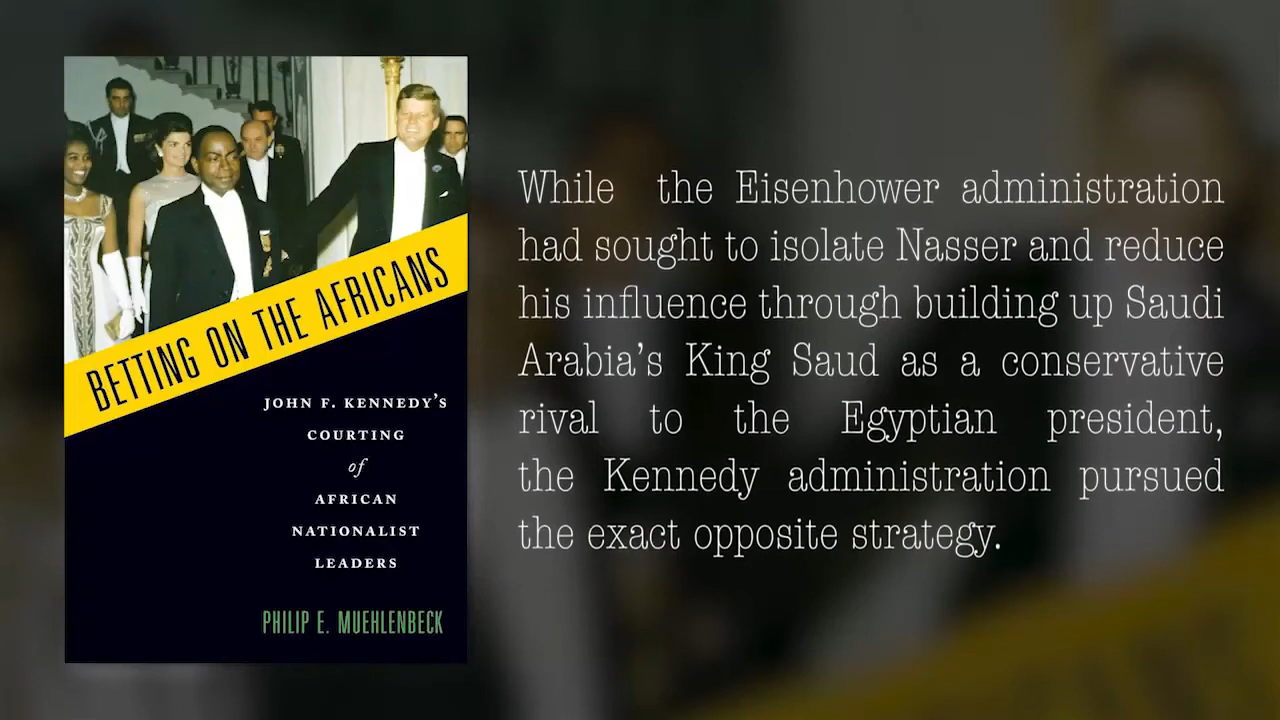 BETTING ON THE AFRICANS
JOHN F. KENNEDY'S
COURTING
of
AFRICAN
NATIONALIST
LEADERS
PHILIP E. MUEHLENBECK
While the Eisenhower administration
had sought to isolate Nasser and reduce
his influence through building up Saudi
Arabia's King Saud as a conservative
rival to the Egyptian president,
the Kennedy administration pursued
the exact opposite strategy.